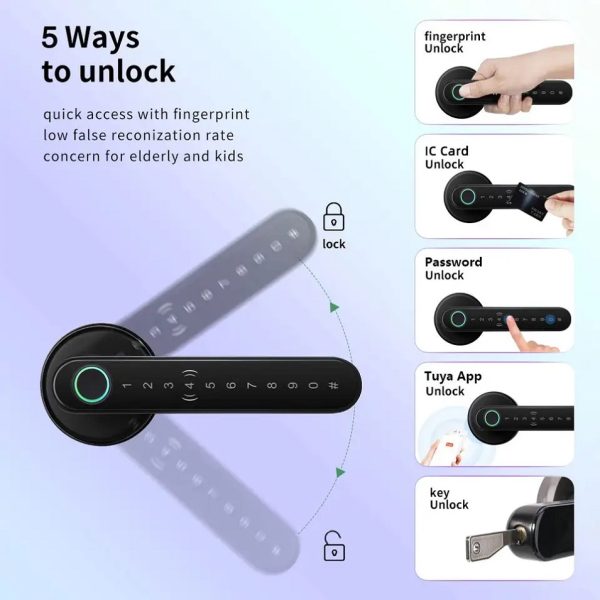 5 Ways
to unlock
quick access with fingerprint
low false reconization rate
concern for elderly and kids
lock
1 2 3 4 5 6 7 8 9 0 #
fingerprint
Unlock
IC Card
Unlock
Password
Unlock
Tuya App
Unlock
key
Unlock